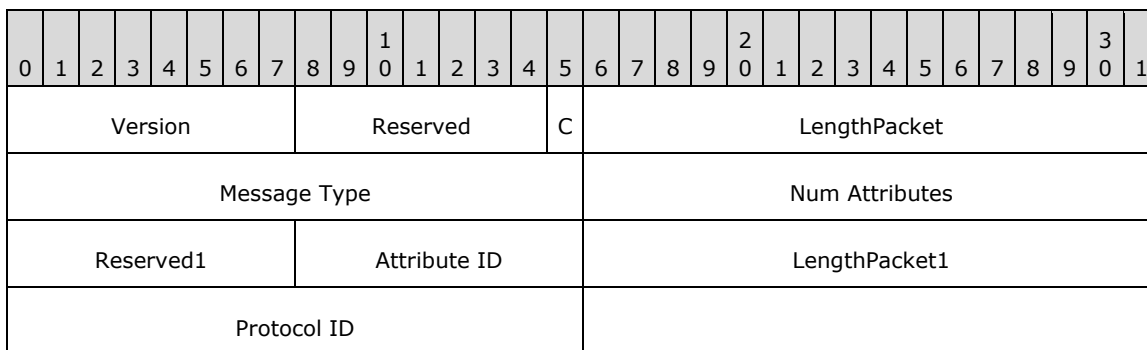 1 2 3
0 1 2 3 4 5 6 7 8 9 0 1 2 3 4 5 6 7 8 9 0 1 2 3 4 5 6 7 8 9 0 1
Version Reserved C LengthPacket
Message Type Num Attributes
Reserved1 Attribute ID LengthPacket1
Protocol ID